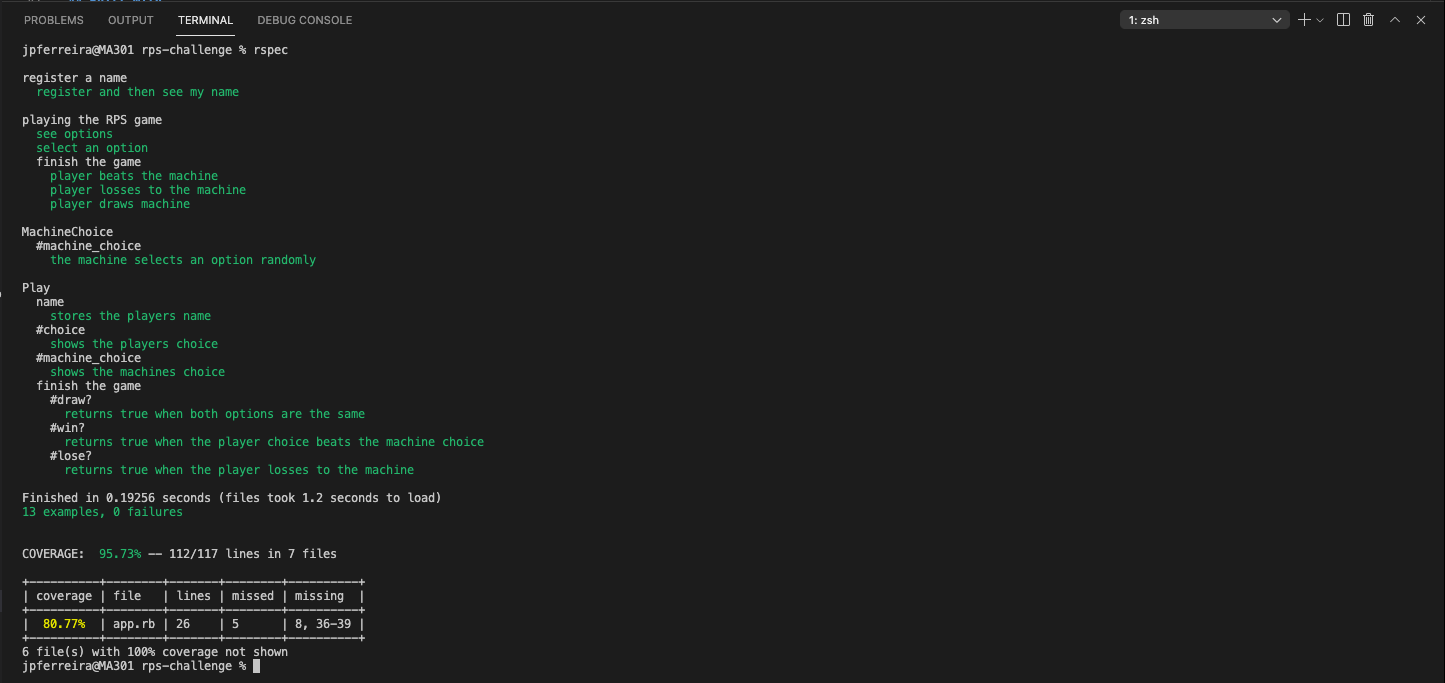 PROBLEMS OUTPUT TERMINAL DEBUG CONSOLE 1: zsh
jpferreira@MA301 rps-challenge % rspec
register a name
register and then see my name
playing the RPS game
see options
select an option
finish the game
player beats the machine
player losses to the machine
player draws machine
MachineChoice
#machine_choice
the machine selects an option randomly
Play
name
stores the players name
#choice
shows the players choice
#machine_choice
shows the machines choice
finish the game
#draw?
returns true when both options are the same
#win?
returns true when the player choice beats the machine choice
#lose?
returns true when the player losses to the machine
Finished in 0.19256 seconds (files took 1.2 seconds to load)
13 examples, 0 failures
COVERAGE: 95.73% -- 112/117 lines in 7 files
+----------+--------+-------+--------+----------+
| coverage | file   | lines | missed | missing  |
+----------+--------+-------+--------+----------+
|  80.77%  | app.rb | 26    | 5      | 8, 36-39 |
+----------+--------+-------+--------+----------+
6 file(s) with 100% coverage not shown
jpferreira@MA301 rps-challenge %